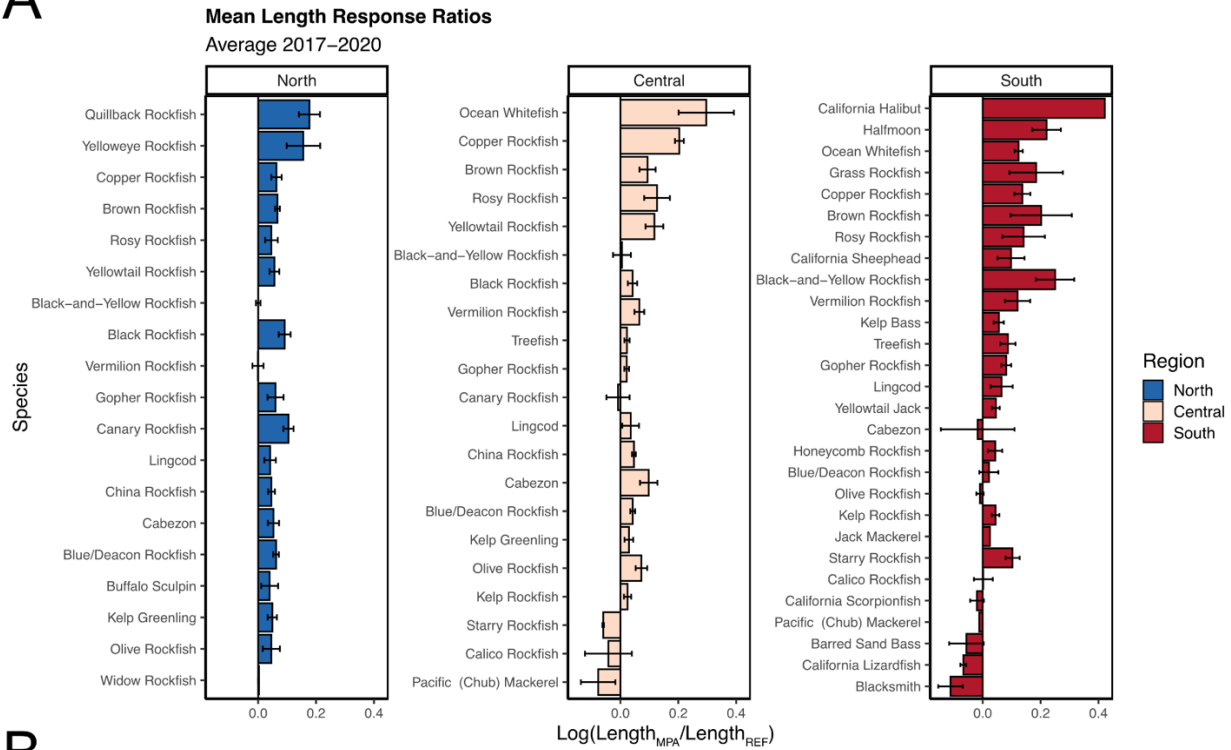 A
Mean Length Response Ratios
Average 2017−2020
North
Central
South
Species
Quillback Rockfish
Yelloweye Rockfish
Copper Rockfish
Brown Rockfish
Rosy Rockfish
Yellowtail Rockfish
Black−and−Yellow Rockfish
Black Rockfish
Vermilion Rockfish
Gopher Rockfish
Canary Rockfish
Lingcod
China Rockfish
Cabezon
Blue/Deacon Rockfish
Buffalo Sculpin
Kelp Greenling
Olive Rockfish
Widow Rockfish
0.0 0.2 0.4
Ocean Whitefish
Copper Rockfish
Brown Rockfish
Rosy Rockfish
Yellowtail Rockfish
Black−and−Yellow Rockfish
Black Rockfish
Vermilion Rockfish
Treefish
Gopher Rockfish
Canary Rockfish
Lingcod
China Rockfish
Cabezon
Blue/Deacon Rockfish
Kelp Greenling
Olive Rockfish
Kelp Rockfish
Starry Rockfish
Calico Rockfish
Pacific (Chub) Mackerel
0.0 0.2 0.4
California Halibut
Halfmoon
Ocean Whitefish
Grass Rockfish
Copper Rockfish
Brown Rockfish
Rosy Rockfish
California Sheephead
Black−and−Yellow Rockfish
Vermilion Rockfish
Kelp Bass
Treefish
Gopher Rockfish
Lingcod
Yellowtail Jack
Cabezon
Honeycomb Rockfish
Blue/Deacon Rockfish
Olive Rockfish
Kelp Rockfish
Jack Mackerel
Starry Rockfish
Calico Rockfish
California Scorpionfish
Pacific (Chub) Mackerel
Barred Sand Bass
California Lizardfish
Blacksmith
0.0 0.2 0.4
Log(Length_MPA/Length_REF)
Region
North
Central
South
B